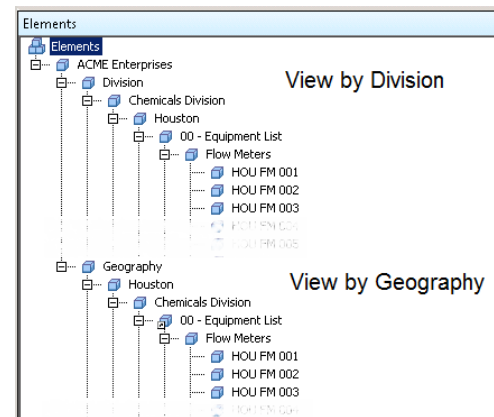 Elements
Elements
ACME Enterprises
Division
View by Division
Chemicals Division
Houston
00 - Equipment List
Flow Meters
HOU FM 001
HOU FM 002
HOU FM 003
Geography
View by Geography
Houston
Chemicals Division
00 - Equipment List
Flow Meters
HOU FM 001
HOU FM 002
HOU FM 003